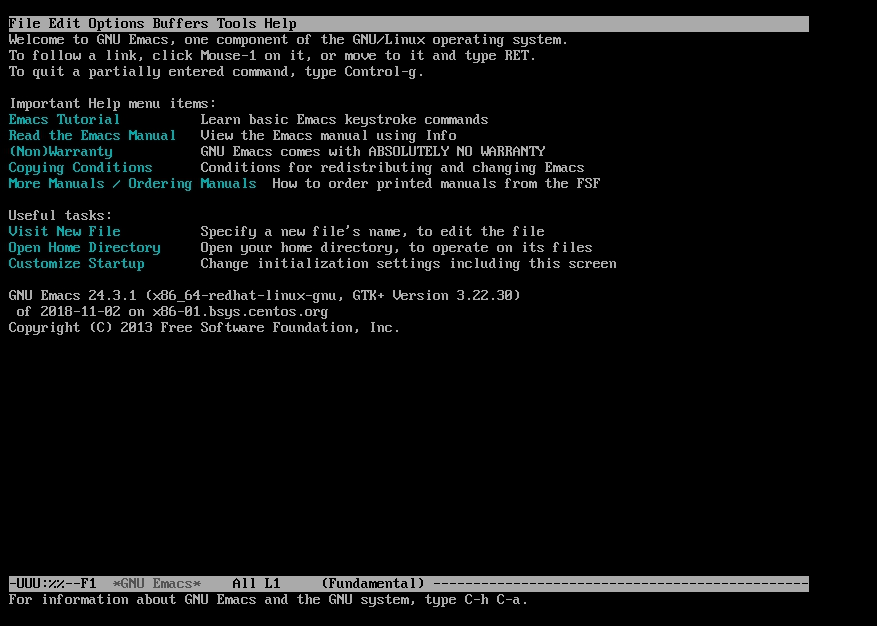 File Edit Options Buffers Tools Help
Welcome to GNU Emacs, one component of the GNU/Linux operating system.
To follow a link, click Mouse-1 on it, or move to it and type RET.
To quit a partially entered command, type Control-g.
Important Help menu items:
Emacs Tutorial Learn basic Emacs keystroke commands
Read the Emacs Manual View the Emacs manual using Info
(Non)Warranty GNU Emacs comes with ABSOLUTELY NO WARRANTY
Copying Conditions Conditions for redistributing and changing Emacs
More Manuals / Ordering Manuals How to order printed manuals from the FSF
Useful tasks:
Visit New File Specify a new file's name, to edit the file
Open Home Directory Open your home directory, to operate on its files
Customize Startup Change initialization settings including this screen
GNU Emacs 24.3.1 (x86_64-redhat-linux-gnu, GTK+ Version 3.22.30)
of 2018-11-02 on x86-01.bsys.centos.org
Copyright (C) 2013 Free Software Foundation, Inc.
-UUU:%%--F1 *GNU Emacs* All L1 (Fundamental) -----------------------------------------------
For information about GNU Emacs and the GNU system, type C-h C-a.